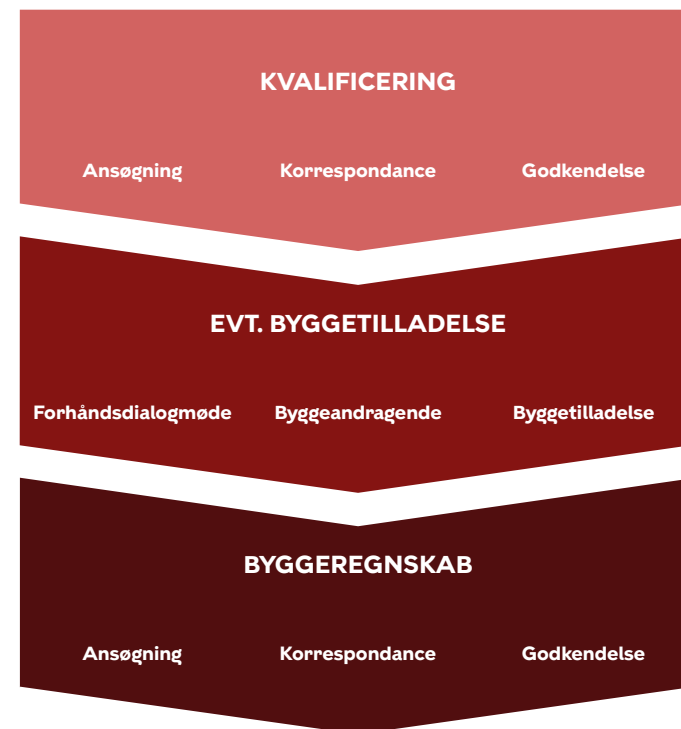 KVALIFICERING
Ansøgning Korrespondance Godkendelse
EVT. BYGGETILLADELSE
Forhåndsdialogmøde Byggeandragende Byggetilladelse
BYGGEREGNSKAB
Ansøgning Korrespondance Godkendelse